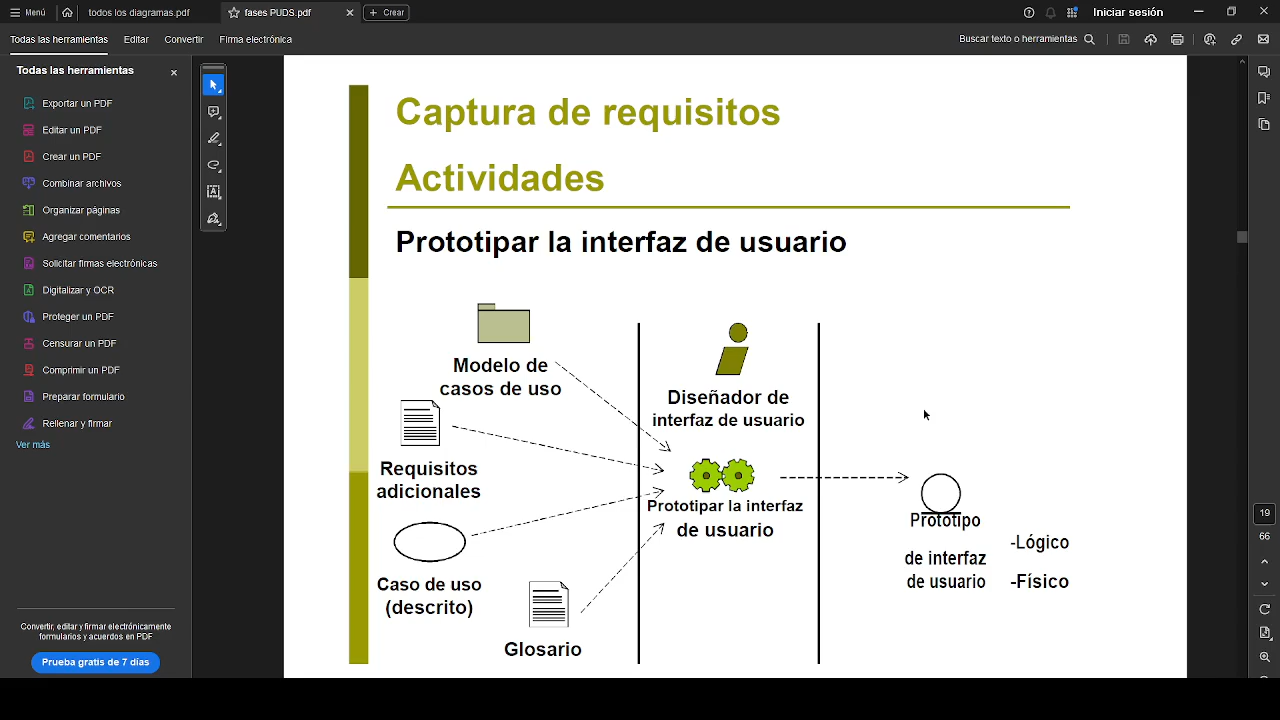 Menú
todos los diagramas.pdf
fases PUDS.pdf
Crear
Iniciar sesión
Todas las herramientas
Editar
Convertir
Firma electrónica
Buscar texto o herramientas
Todas las herramientas
Exportar un PDF
Editar un PDF
Crear un PDF
Combinar archivos
Organizar páginas
Agregar comentarios
Solicitar firmas electrónicas
Digitalizar y OCR
Proteger un PDF
Censurar un PDF
Comprimir un PDF
Preparar formulario
Rellenar y firmar
Ver más
Convertir, editar y firmar electrónicamente
formularios y acuerdos en PDF
Prueba gratis de 7 días
Captura de requisitos
Actividades
Prototipar la interfaz de usuario
Modelo de
casos de uso
Requisitos
adicionales
Caso de uso
(descrito)
Glosario
Diseñador de
interfaz de usuario
Prototipar la interfaz
de usuario
Prototipo
de interfaz
de usuario
-Lógico
-Físico
19
66